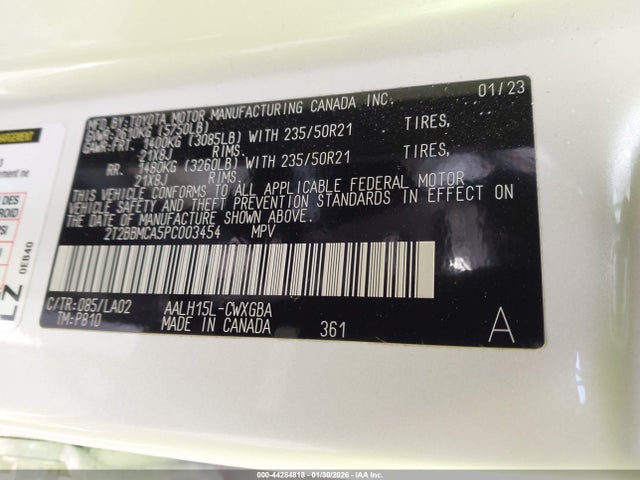 MFD.BY:TOYOTA MOTOR MANUFACTURING CANADA INC. 01/23
GVWR:2610KG (5750LB)
GAWR:FRT. 1400KG (3085LB) WITH 235/50R21 TIRES,
21X8J RIMS.
RR. 1480KG (3260LB) WITH 235/50R21 TIRES,
21X8J RIMS.
THIS VEHICLE CONFORMS TO ALL APPLICABLE FEDERAL MOTOR
VEHICLE SAFETY AND THEFT PREVENTION STANDARDS IN EFFECT ON
THE DATE OF MANUFACTURE SHOWN ABOVE.
2T2BBMCA5PC003454 MPV
C/TR:085/LA02 AALH15L-CWXGBA
TM:P810 MADE IN CANADA 361 A
DES
0EB40
LZ
000-44284818 - 01/30/2026 - IAA Inc.